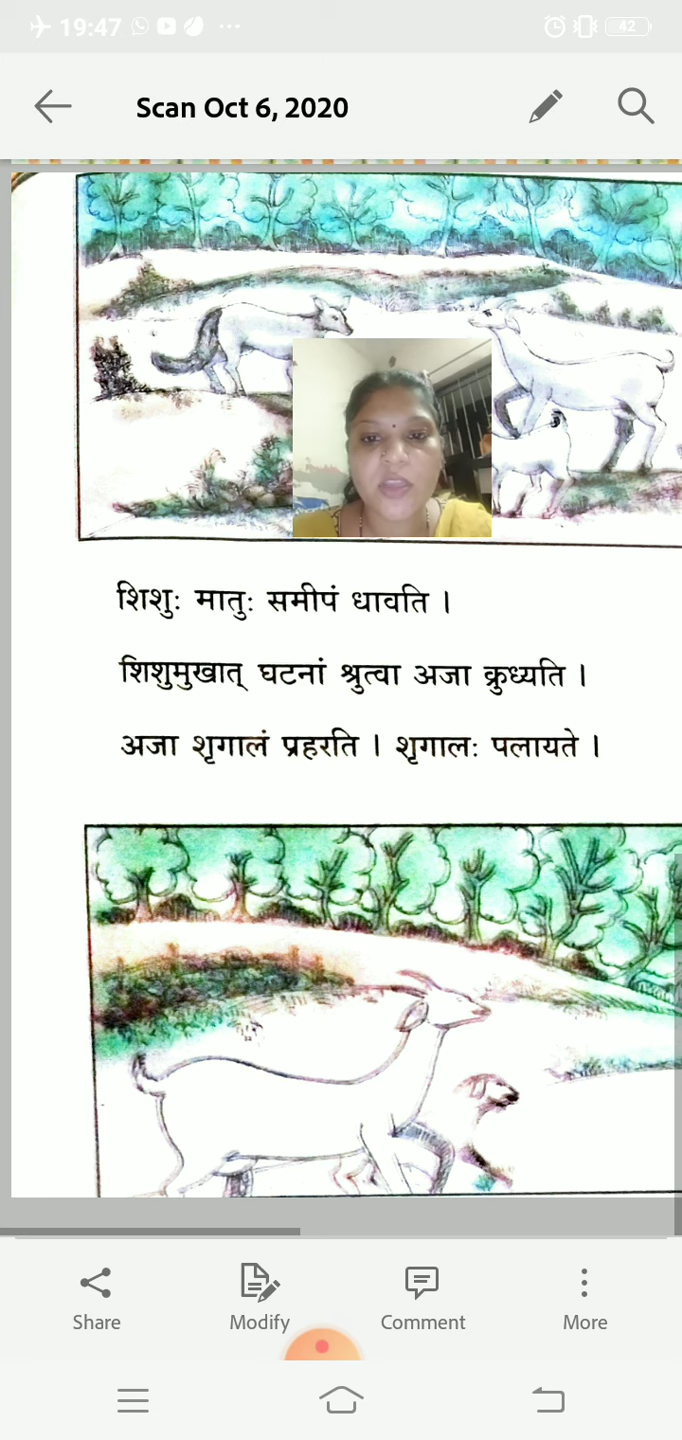 19:47
42
Scan Oct 6, 2020
शिशुः मातुः समीपं धावति ।
शिशुमुखात् घटनां श्रुत्वा अजा क्रुध्यति ।
अजा शृगालं प्रहरति । शृगालः पलायते ।
Share Modify Comment More